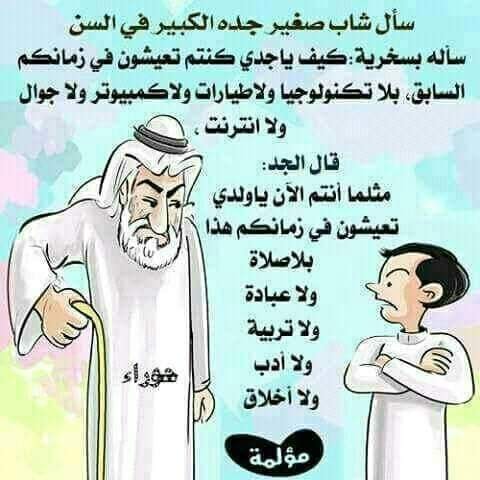 سأل شاب صغير جده الكبير في السن
سأله بسخرية:كيف ياجدي كنتم تعيشون في زمانكم
السابق، بلا تكنولوجيا ولاطيارات ولاكمبيوتر ولا جوال
ولا انترنت ،
قال الجد:
مثلما أنتم الآن ياولدي
تعيشون في زمانكم هذا
بلاصلاة
ولا عبادة
ولا تربية
ولا أدب
ولا أخلاق
مؤلمة